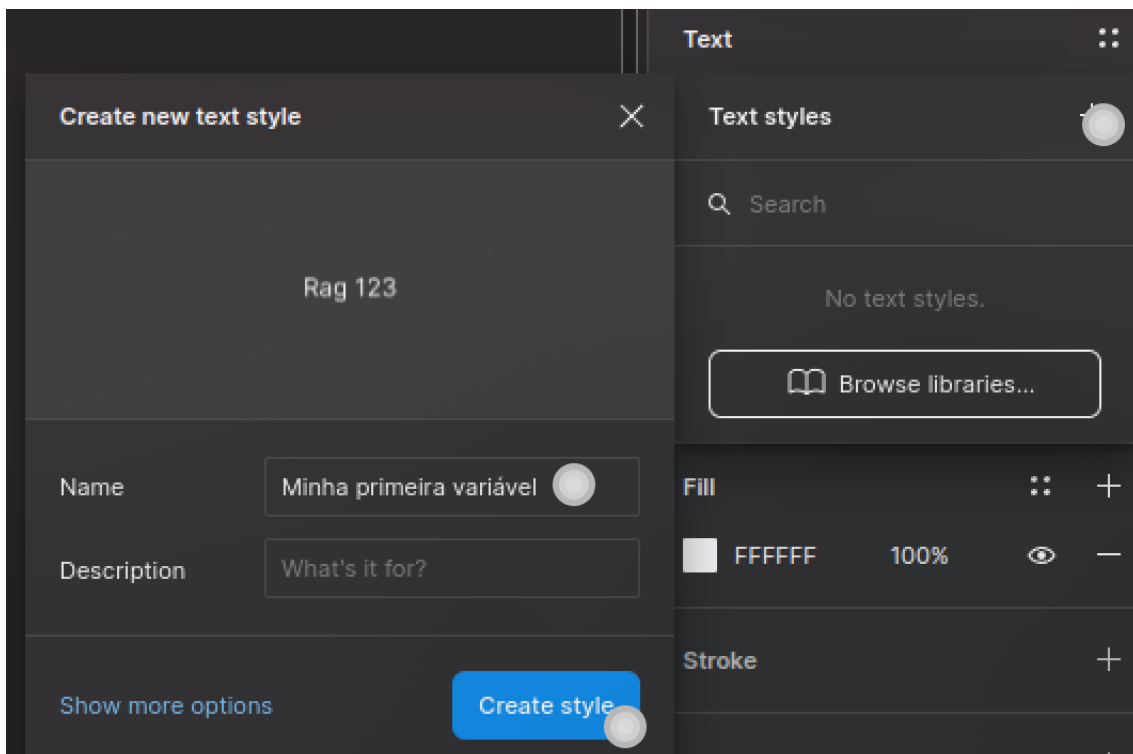 Text
Create new text style
Text styles
Search
Rag 123
No text styles.
Browse libraries...
Name
Minha primeira variável
Fill
FFFFFF
100%
Description
What's it for?
Stroke
Show more options
Create style